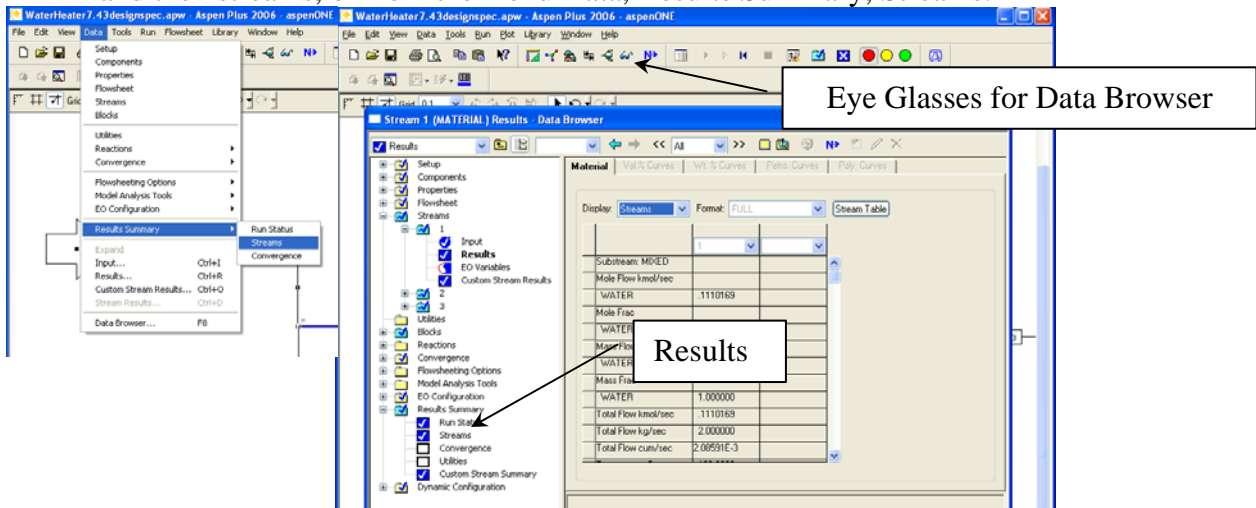 WaterHeater7.43designspec.apw - Aspen Plus 2006 - aspenONE
File Edit View Data Tools Run Flowsheet Library Window Help
Setup
Components
Properties
Flowsheet
Streams
Blocks
Utilities
Reactions
Convergence
Flowsheeting Options
Model Analysis Tools
EO Configuration
Results Summary
Run Status
Streams
Convergence
Expand
Input... Ctrl+I
Results... Ctrl+R
Custom Stream Results... Ctrl+O
Stream Results... Ctrl+D
Data Browser... F8
WaterHeater7.43designspec.apw - Aspen Plus 2006 - aspenONE
File Edit View Data Tools Run Plot Library Window Help
Grid 0.1
Eye Glasses for Data Browser
Stream 1 (MATERIAL) Results - Data Browser
Results
All
N>
Setup
Components
Properties
Flowsheet
Streams
1
Input
Results
EO Variables
Custom Stream Results
2
3
Utilities
Blocks
Reactions
Convergence
Flowsheeting Options
Model Analysis Tools
EO Configuration
Results Summary
Run Stat
Streams
Convergence
Utilities
Custom Stream Summary
Dynamic Configuration
Material Vol.% Curves Wt. % Curves Petro. Curves Poly. Curves
Display: Streams Format: FULL Stream Table
1
Substream: MIXED
Mole Flow kmol/sec
WATER .1110169
Mole Frac
WATER
Mass Flow
WATER
Mass Frac
WATER 1.000000
Total Flow kmol/sec .1110169
Total Flow kg/sec 2.000000
Total Flow cum/sec 2.08591E-3
Results